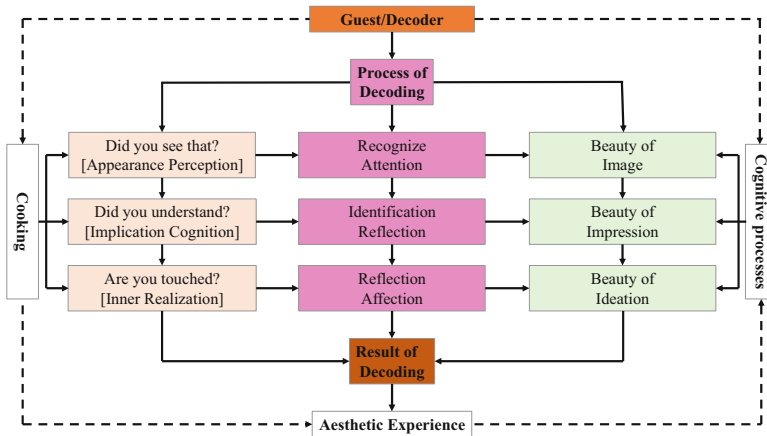 Guest/Decoder
Process of
Decoding
Did you see that?
[Appearance Perception]
Recognize
Attention
Beauty of
Image
Cooking
Did you understand?
[Implication Cognition]
Identification
Reflection
Beauty of
Impression
Cognitive processes
Are you touched?
[Inner Realization]
Reflection
Affection
Beauty of
Ideation
Result of
Decoding
Aesthetic Experience